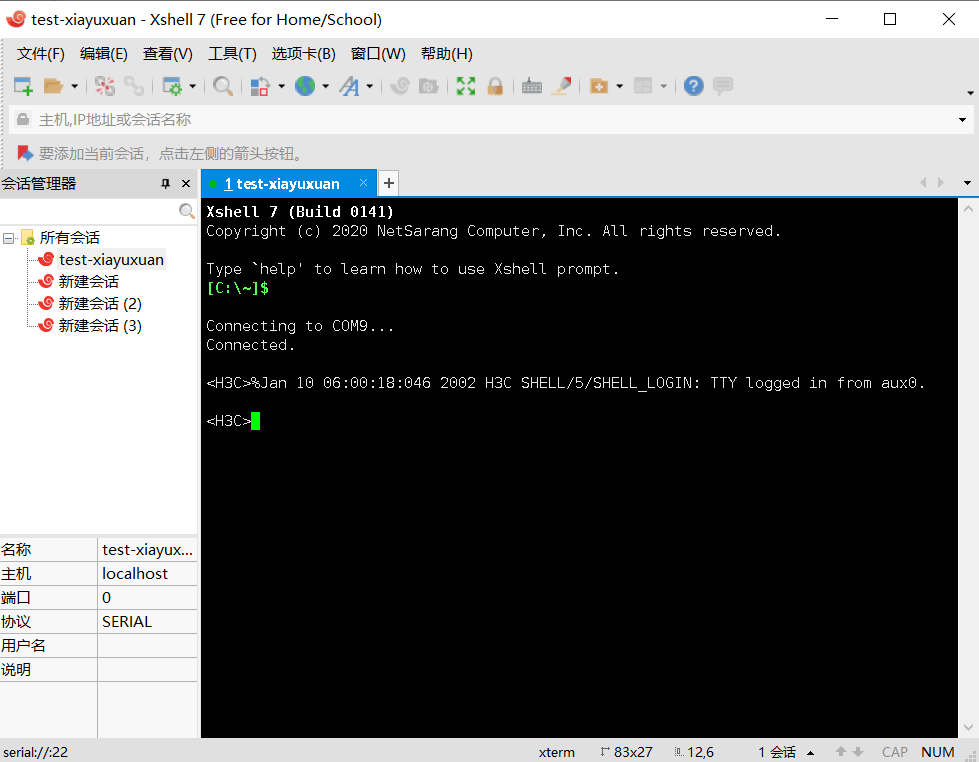 test-xiayuxuan - Xshell 7 (Free for Home/School)
文件(F) 编辑(E) 查看(V) 工具(T) 选项卡(B) 窗口(W) 帮助(H)
主机,IP地址或会话名称
要添加当前会话，点击左侧的箭头按钮。
会话管理器
1 test-xiayuxuan
所有会话
test-xiayuxuan
新建会话
新建会话 (2)
新建会话 (3)
名称 test-xiayux...
主机 localhost
端口 0
协议 SERIAL
用户名
说明
Xshell 7 (Build 0141)
Copyright (c) 2020 NetSarang Computer, Inc. All rights reserved.
Type `help' to learn how to use Xshell prompt.
[C:\~]$
Connecting to COM9...
Connected.
<H3C>%Jan 10 06:00:18:046 2002 H3C SHELL/5/SHELL_LOGIN: TTY logged in from aux0.
<H3C>
serial://:22 xterm 83x27 12,6 1 会话 CAP NUM